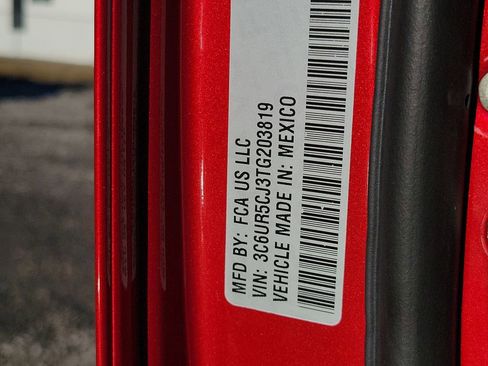 MFD BY: FCA US LLC
VIN: 3C6UR5CJ3TG203819
VEHICLE MADE IN: MEXICO